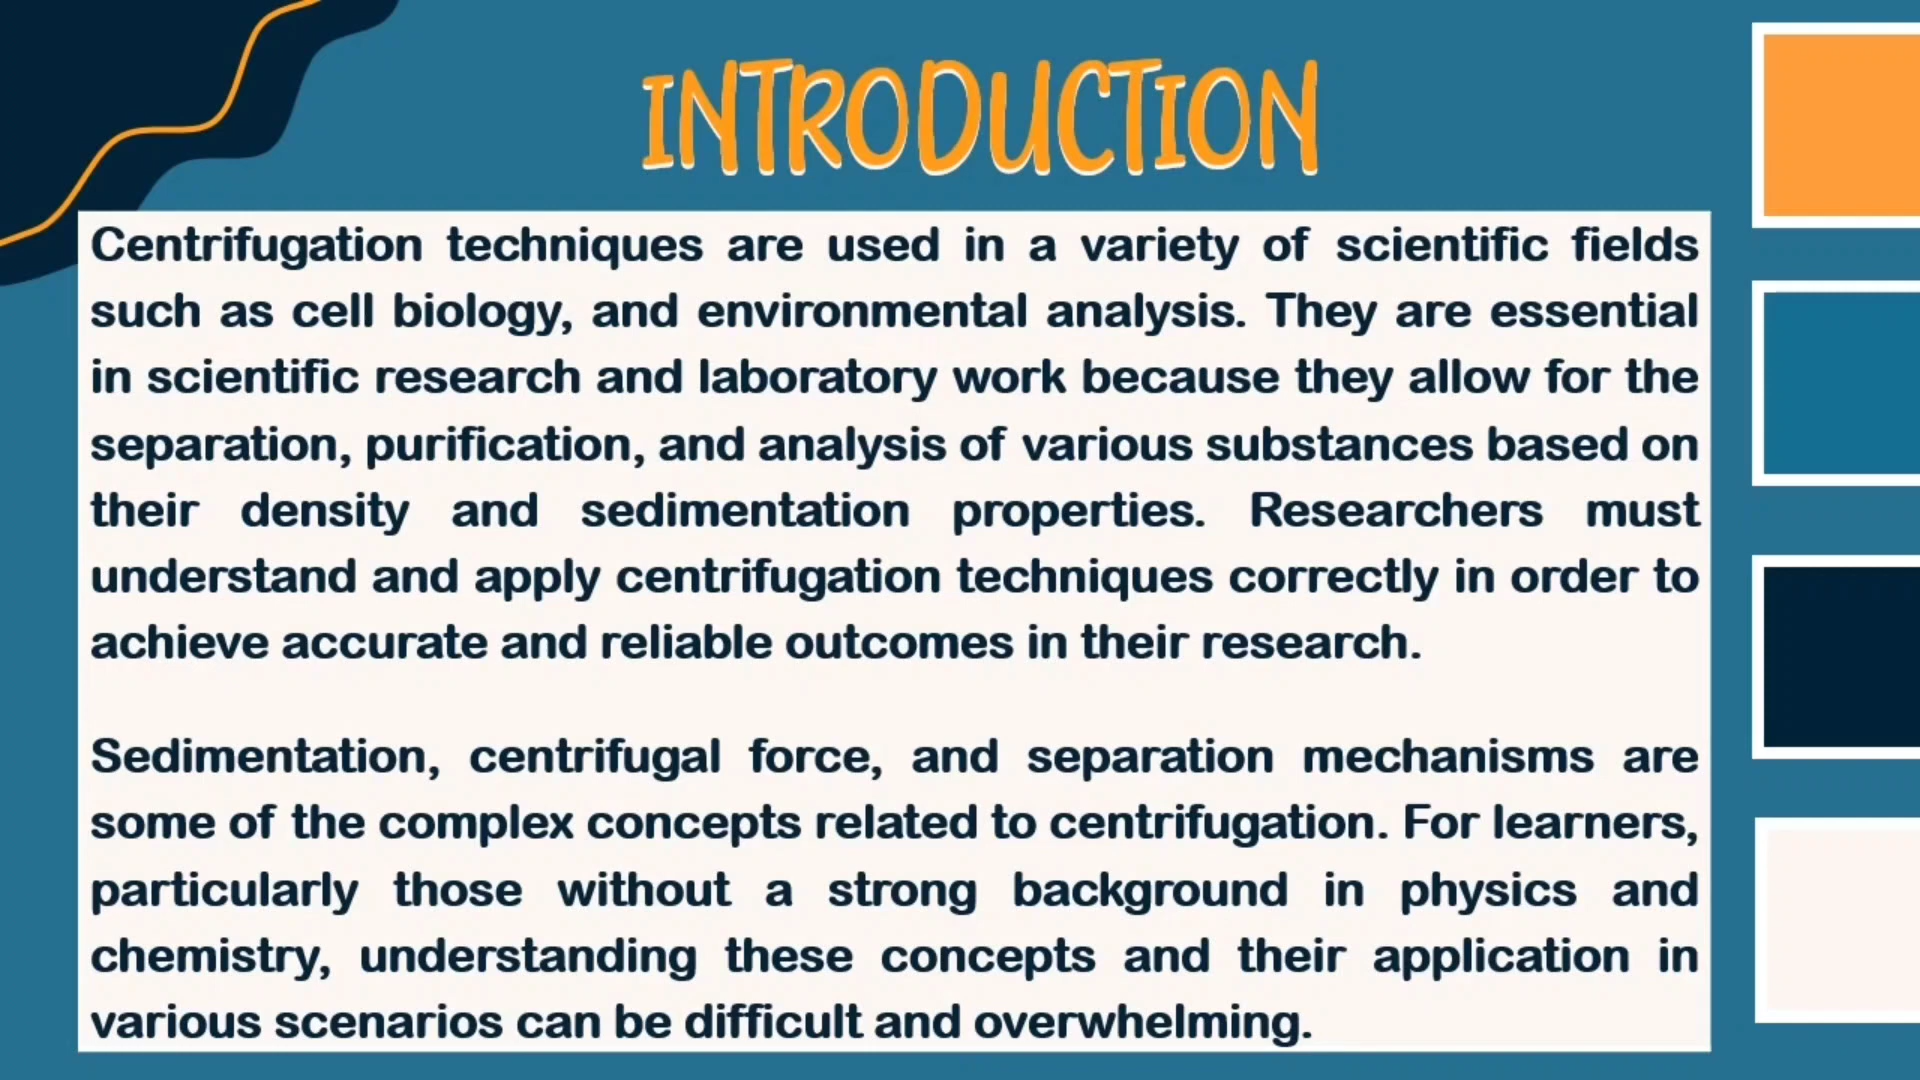 INTRODUCTION
Centrifugation techniques are used in a variety of scientific fields
such as cell biology, and environmental analysis. They are essential
in scientific research and laboratory work because they allow for the
separation, purification, and analysis of various substances based on
their density and sedimentation properties. Researchers must
understand and apply centrifugation techniques correctly in order to
achieve accurate and reliable outcomes in their research.
Sedimentation, centrifugal force, and separation mechanisms are
some of the complex concepts related to centrifugation. For learners,
particularly those without a strong background in physics and
chemistry, understanding these concepts and their application in
various scenarios can be difficult and overwhelming.